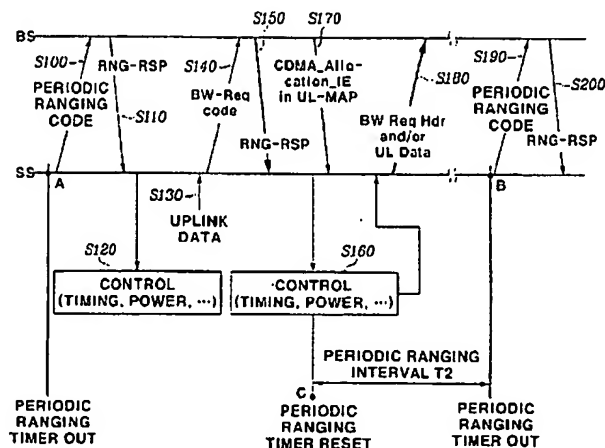 BS
S100
PERIODIC
RANGING
CODE
RNG-RSP
S110
S140
BW-Req
code
S150
RNG-RSP
S170
CDMA_Allo-
cation_IE
in UL-MAP
S180
BW Req Hdr
and/or
UL Data
S190
PERIODIC
RANGING
CODE
S200
RNG-RSP
SS
A
S130
UPLINK
DATA
B
S120
CONTROL
(TIMING, POWER, ···)
S160
CONTROL
(TIMING, POWER, ···)
PERIODIC RANGING
INTERVAL T2
C
PERIODIC
RANGING
TIMER OUT
PERIODIC
RANGING
TIMER RESET
PERIODIC
RANGING
TIMER OUT